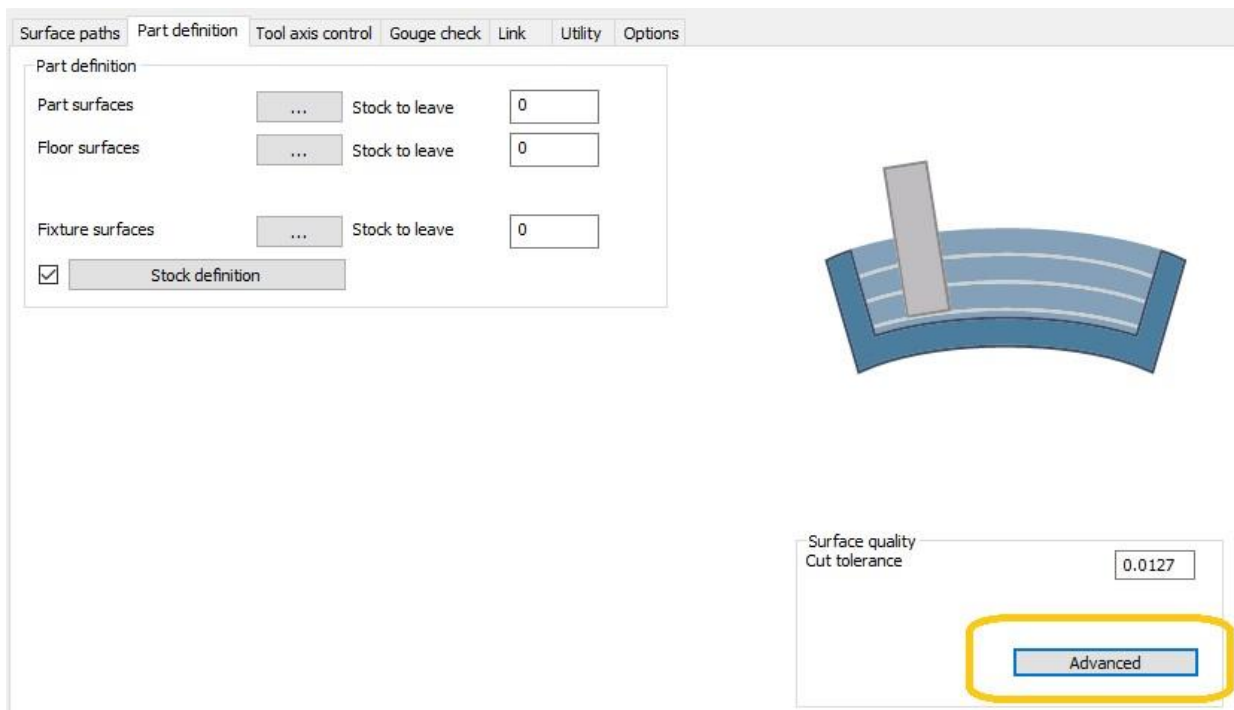 Surface paths Part definition Tool axis control Gouge check Link Utility Options
Part definition
Part surfaces ... Stock to leave 0
Floor surfaces ... Stock to leave 0
Fixture surfaces ... Stock to leave 0
Stock definition
Surface quality
Cut tolerance 0.0127
Advanced